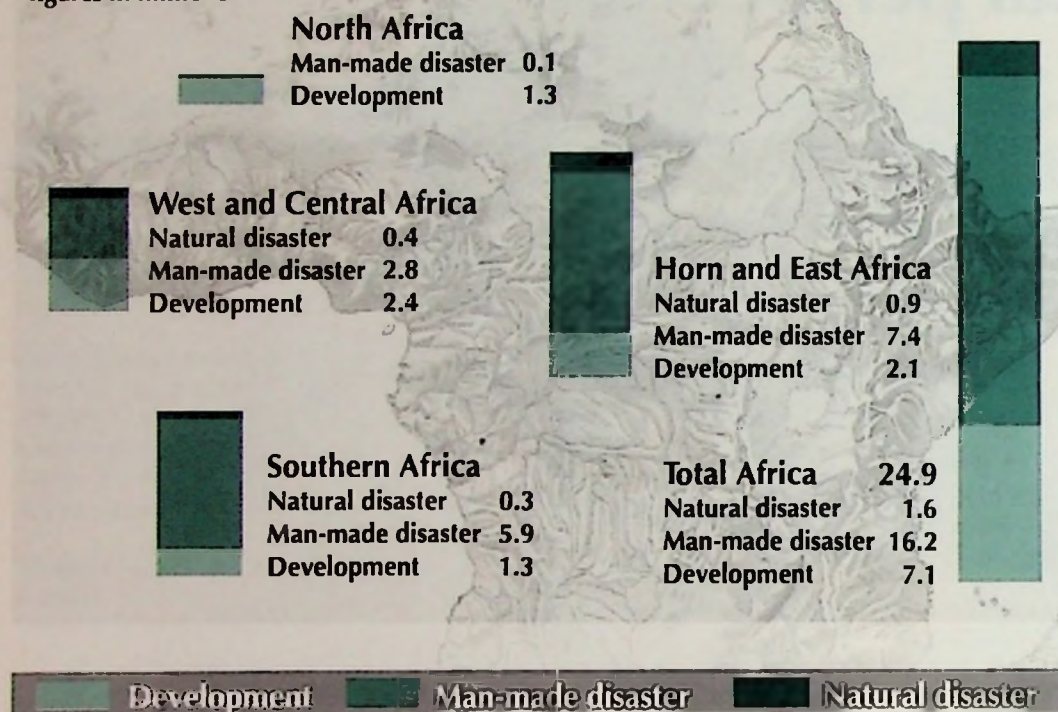 North Africa
Man-made disaster 0.1
Development 1.3
West and Central Africa
Natural disaster 0.4
Man-made disaster 2.8
Development 2.4
Horn and East Africa
Natural disaster 0.9
Man-made disaster 7.4
Development 2.1
Southern Africa
Natural disaster 0.3
Man-made disaster 5.9
Development 1.3
Total Africa 24.9
Natural disaster 1.6
Man-made disaster 16.2
Development 7.1
Development Man-made disaster Natural disaster